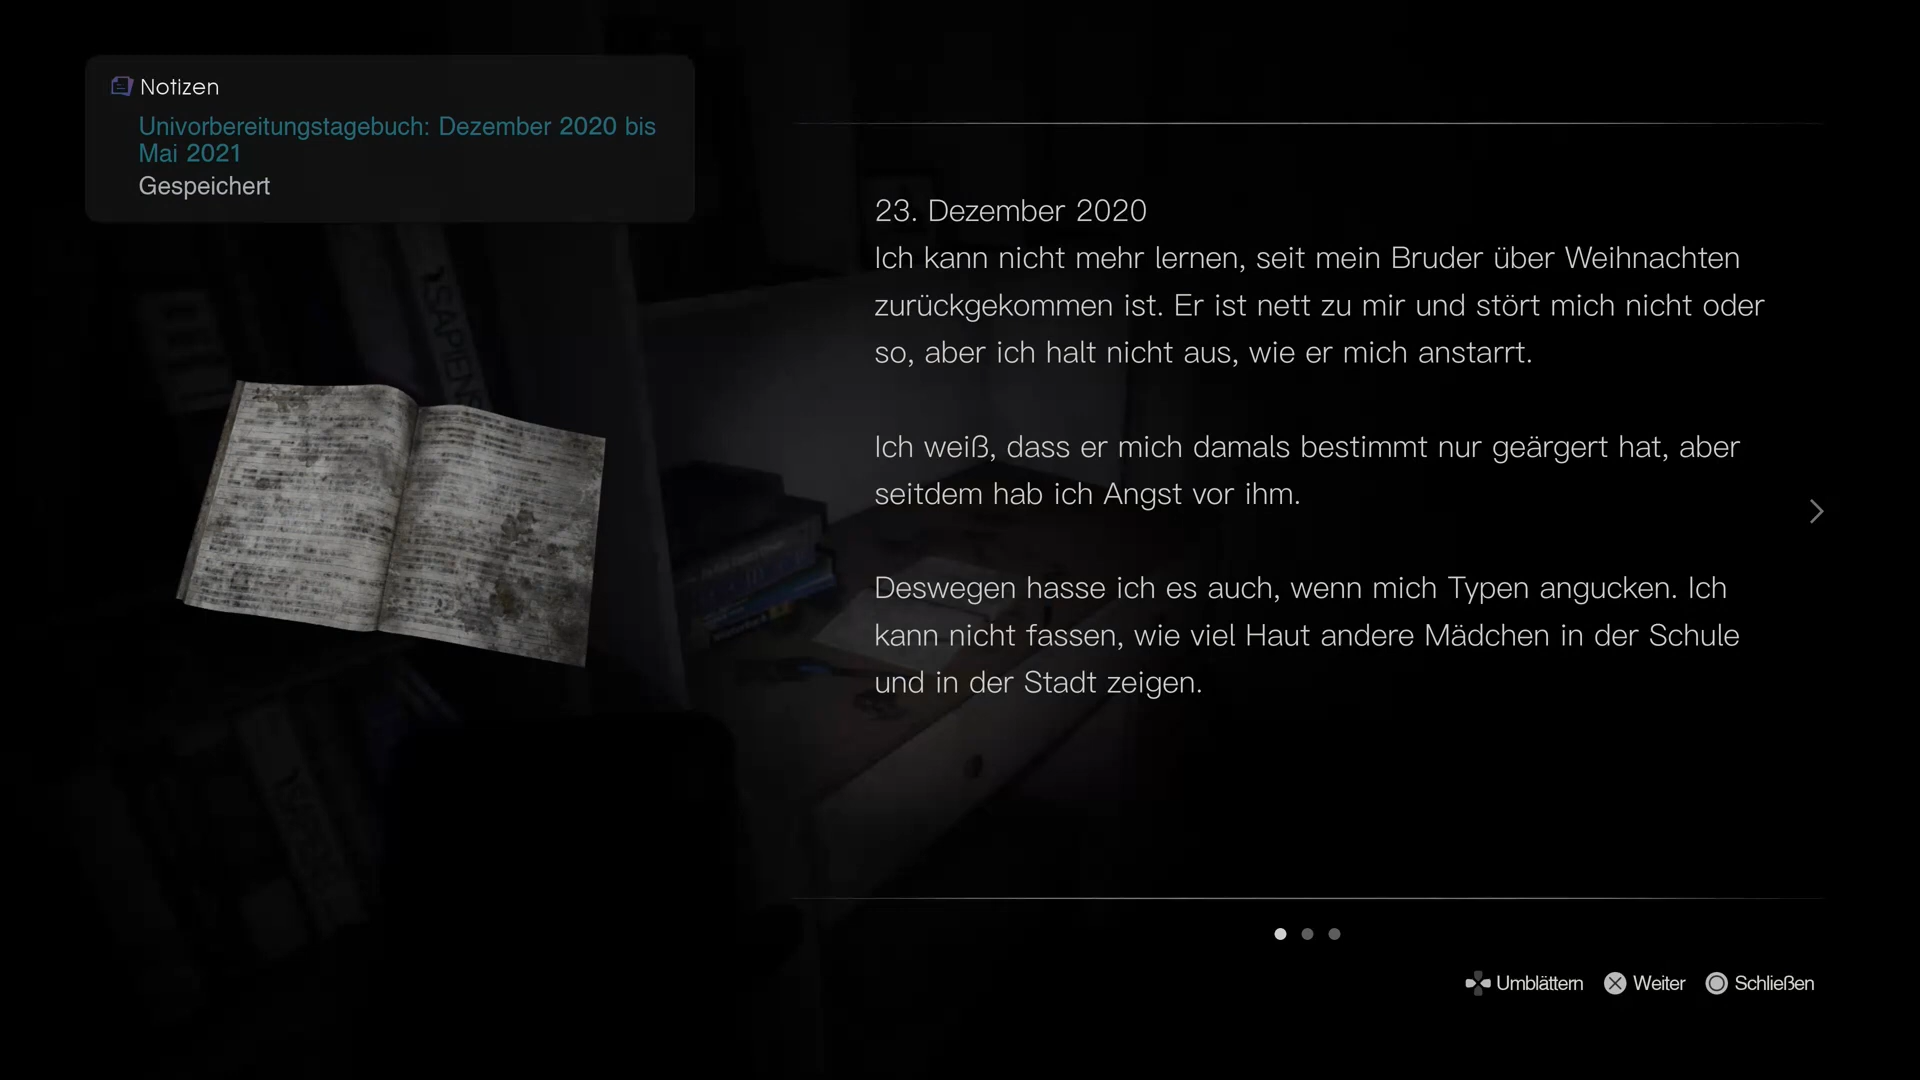 Notizen
Univorbereitungstagebuch: Dezember 2020 bis
Mai 2021
Gespeichert
23. Dezember 2020
Ich kann nicht mehr lernen, seit mein Bruder über Weihnachten
zurückgekommen ist. Er ist nett zu mir und stört mich nicht oder
so, aber ich halt nicht aus, wie er mich anstarrt.
Ich weiß, dass er mich damals bestimmt nur geärgert hat, aber
seitdem hab ich Angst vor ihm.
Deswegen hasse ich es auch, wenn mich Typen angucken. Ich
kann nicht fassen, wie viel Haut andere Mädchen in der Schule
und in der Stadt zeigen.
Umblättern Weiter Schließen